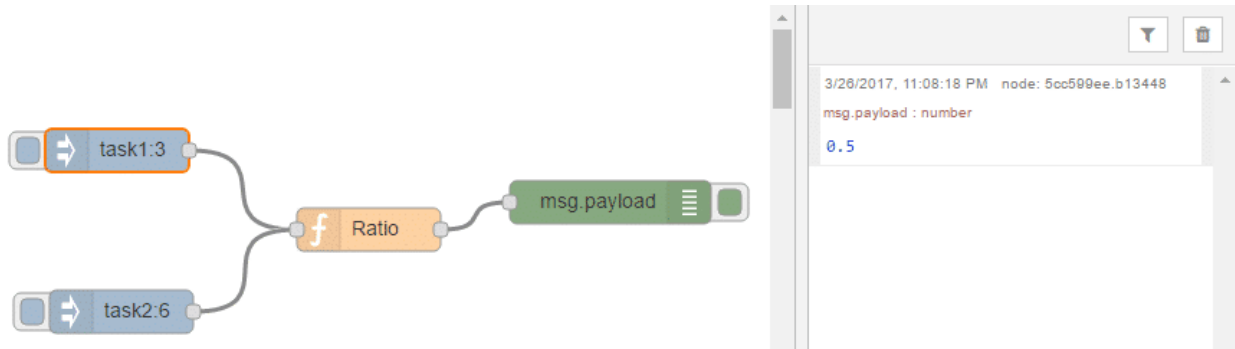 task1:3
Ratio
msg.payload
task2:6
3/26/2017, 11:08:18 PM node: 5cc599ee.b13448
msg.payload : number
0.5